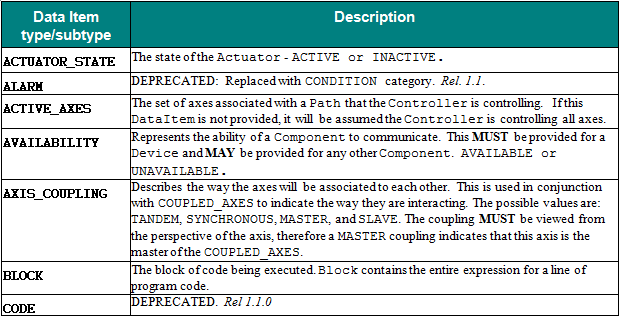 Data Item
type/subtype
Description
ACTUATOR_STATE
The state of the Actuator - ACTIVE or INACTIVE.
ALARM
DEPRECATED: Replaced with CONDITION category. Rel. 1.1.
ACTIVE_AXES
The set of axes associated with a Path that the Controller is controlling. If this
DataItem is not provided, it will be assumed the Controller is controlling all axes.
AVAILABILITY
Represents the ability of a Component to communicate. This MUST be provided for a
Device and MAY be provided for any other Component. AVAILABLE or
UNAVAILABLE.
AXIS_COUPLING
Describes the way the axes will be associated to each other. This is used in conjunction
with COUPLED_AXES to indicate the way they are interacting. The possible values are:
TANDEM, SYNCHRONOUS, MASTER, and SLAVE. The coupling MUST be viewed from
the perspective of the axis, therefore a MASTER coupling indicates that this axis is the
master of the COUPLED_AXES.
BLOCK
The block of code being executed. Block contains the entire expression for a line of
program code.
CODE
DEPRECATED. Rel 1.1.0